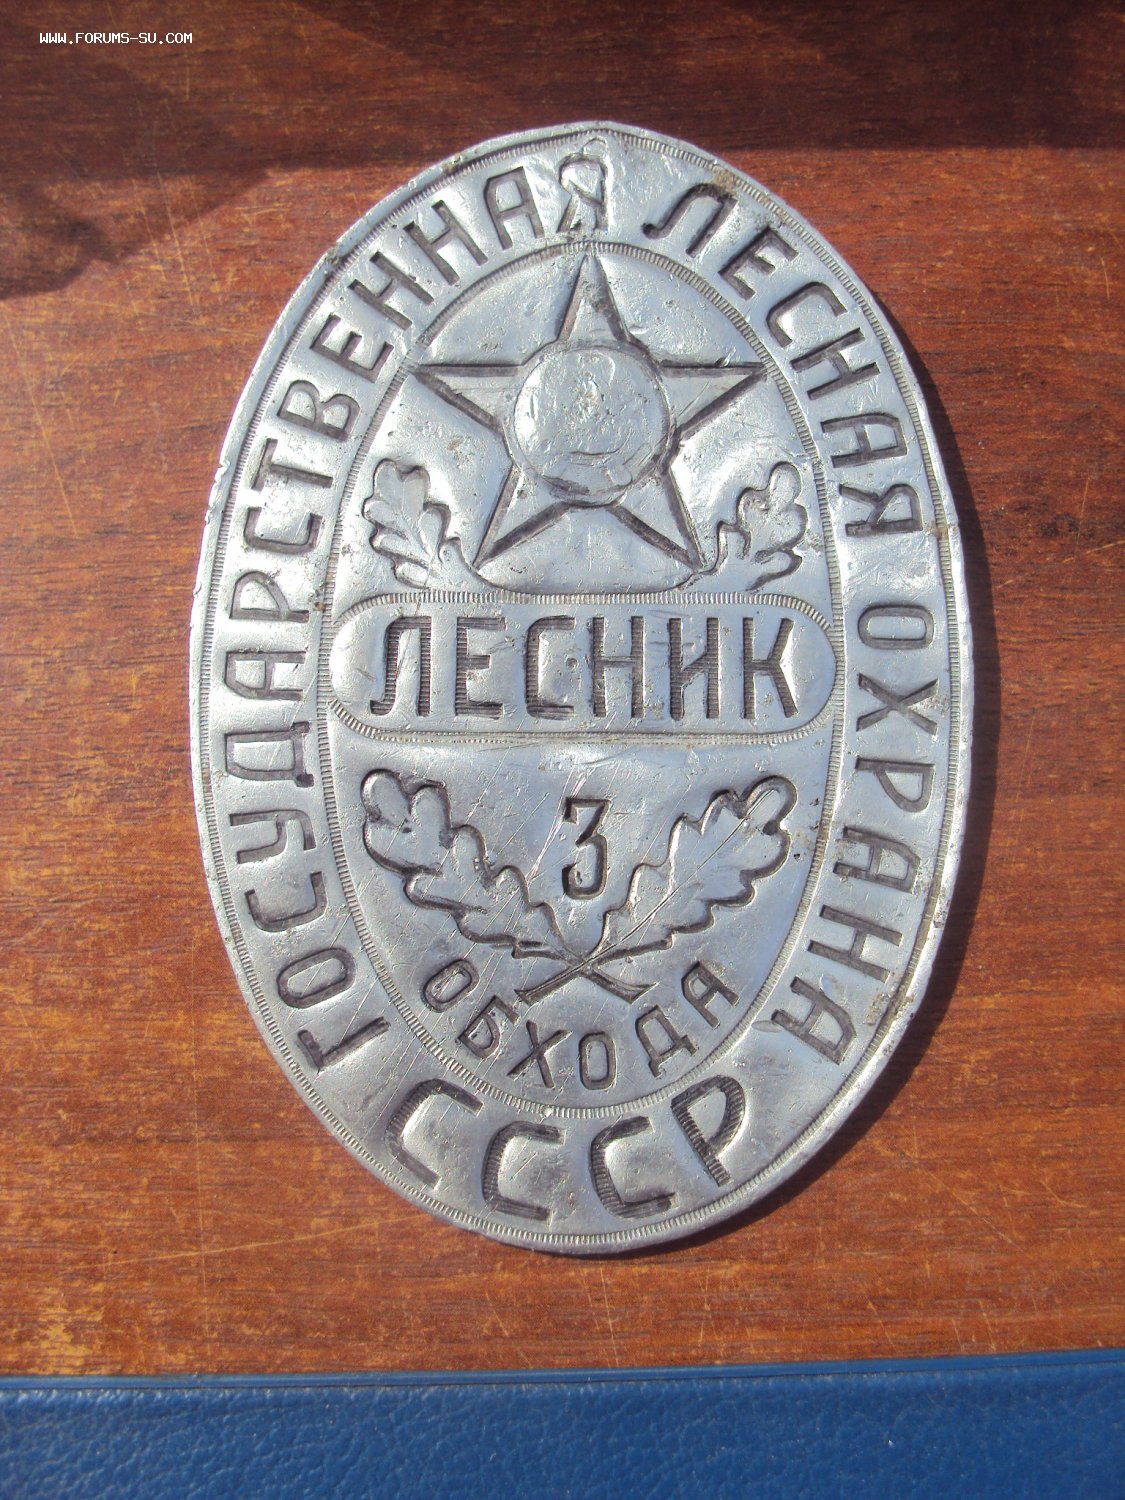 WWW.FORUMS-SU.COM
ГОСУДАРСТВЕННАЯ ЛЕСНАЯ ОХРАНА
ЛЕСНИК
3
ОБХОДА
СССР